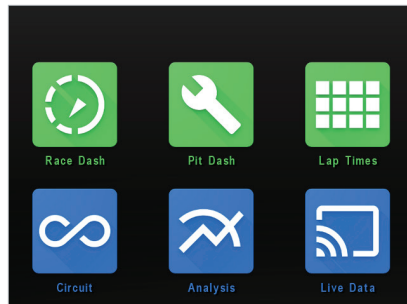 Race Dash
Pit Dash
Lap Times
Circuit
Analysis
Live Data